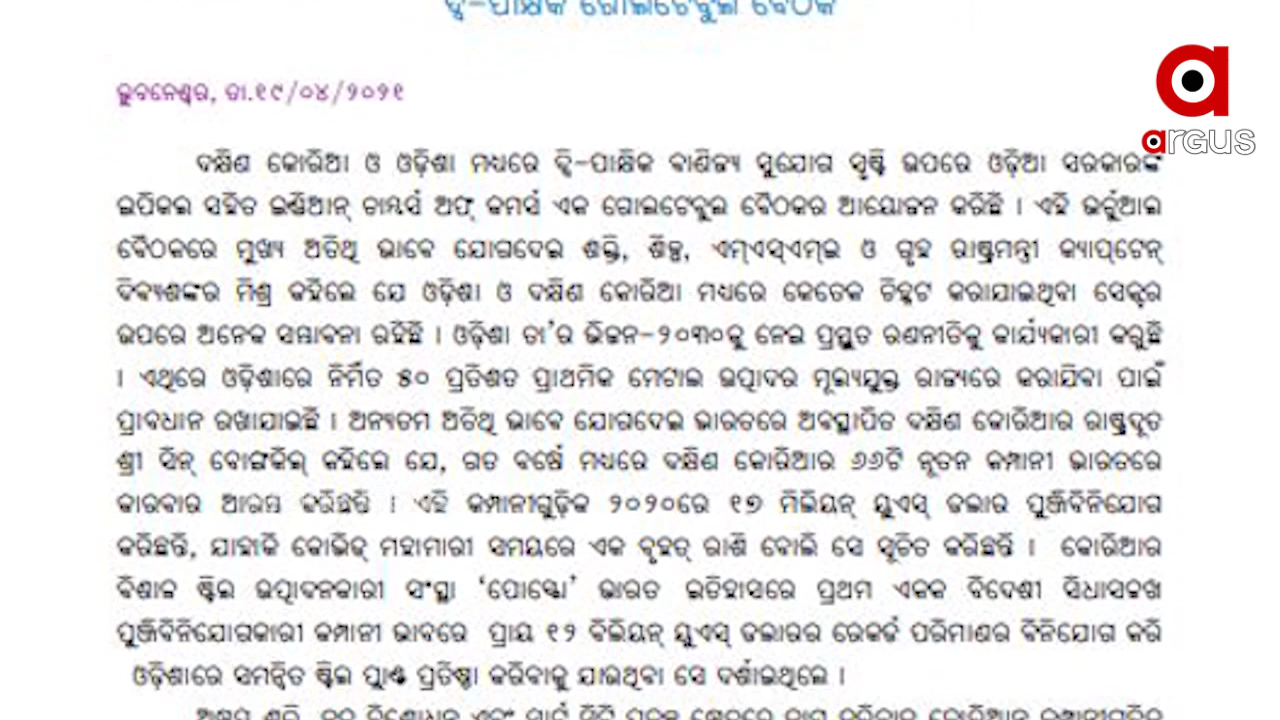 ଦ୍ୱି-ପାକ୍ଷିକ ରୋଇଟେବୁଲ ବୈଠକ
ଭୁବନେଶ୍ୱର, ତା.୧୯/୦୪/୨୦୨୧
argus
ଦକ୍ଷିଣ କୋରିଆ ଓ ଓଡ଼ିଶା ମଧ୍ୟରେ ଦ୍ୱି-ପାକ୍ଷିକ ବାଣିଜ୍ୟ ସୁଯୋଗ ସୃଷ୍ଟି ଉପରେ ଓଡ଼ିଆ ସରକାରଙ୍କ
ଇପିକଲ ସହିତ ଇଣ୍ଡିଆନ୍ ଚାମ୍ବର୍ସ ଅଫ୍ କମର୍ସ ଏକ ରୋଇଟେବୁଲ ବୈଠକର ଆୟୋଜନ କରିଛି । ଏହି ଭର୍ଚୁଆଲ
ବୈଠକରେ ମୁଖ୍ୟ ଅତିଥି ଭାବେ ଯୋଗଦେଇ ଶକ୍ତି, ଶିଳ୍ପ, ଏମ୍ଏସ୍ଏମ୍ଇ ଓ ଗୃହ ରାଷ୍ଟ୍ରମନ୍ତ୍ରୀ କ୍ୟାପ୍ଟେନ୍
ଦିବ୍ୟଶଙ୍କର ମିଶ୍ର କହିଲେ ଯେ ଓଡ଼ିଶା ଓ ଦକ୍ଷିଣ କୋରିଆ ମଧ୍ୟରେ କେତେକ ଚିହ୍ନଟ କରାଯାଇଥିବା ସେକ୍ଟର
ଉପରେ ଅନେକ ସମ୍ଭାବନା ରହିଛି । ଓଡ଼ିଶା ତା'ର ଭିଜନ-୨୦୩୦କୁ ନେଇ ପ୍ରସ୍ତୁତ ରଣନୀତିକୁ କାର୍ଯ୍ୟକାରୀ କରୁଛି
। ଏଥିରେ ଓଡ଼ିଶାରେ ନିର୍ମିତ ୫୦ ପ୍ରତିଶତ ପ୍ରାଥମିକ ମେଟାଲ ଉତ୍ପାଦର ମୂଲ୍ୟଯୁକ୍ତ ରାଜ୍ୟରେ କରାଯିବା ପାଇଁ
ପ୍ରାବଧାନ ରଖାଯାଇଛି । ଅନ୍ୟତମ ଅତିଥି ଭାବେ ଯୋଗଦେଇ ଭାରତରେ ଅବସ୍ଥାପିତ ଦକ୍ଷିଣ କୋରିଆର ରାଷ୍ଟ୍ରଦୂତ
ଶ୍ରୀ ସିନ୍ ବୋଙ୍ଗକିଲ୍ କହିଲେ ଯେ, ଗତ ବର୍ଷେ ମଧ୍ୟରେ ଦକ୍ଷିଣ କୋରିଆର ୬୬ଟି ନୂତନ କମ୍ପାନୀ ଭାରତରେ
କାରବାର ଆରମ୍ଭ କରିଛନ୍ତି । ଏହି କମ୍ପାନୀଗୁଡ଼ିକ ୨୦୨୦ରେ ୧୭ ମିଲିୟନ୍ ୟୁଏସ୍ ଡଲାର ପୁଞ୍ଜିବିନିଯୋଗ
କରିଛନ୍ତି, ଯାହାକି କୋଭିଡ୍ ମହାମାରୀ ସମୟରେ ଏକ ବୃହତ୍ ରାଶି ବୋଲି ସେ ସୂଚିତ କରିଛନ୍ତି । କୋରିଆର
ବିଶାଳ ଷ୍ଟିଲ ଉତ୍ପାଦନକାରୀ ସଂସ୍ଥା 'ପୋସ୍କୋ' ଭାରତ ଇତିହାସରେ ପ୍ରଥମ ଏକକ ବିଦେଶୀ ସିଧାସଳଖ
ପୁଞ୍ଜିବିନିଯୋଗକାରୀ କମ୍ପାନୀ ଭାବରେ ପ୍ରାୟ ୧୨ ବିଲିୟନ୍ ୟୁଏସ୍ ଡଲାରର ରେକର୍ଡ ପରିମାଣର ବିନିଯୋଗ କରି
ଓଡ଼ିଶାରେ ସମନ୍ୱିତ ଷ୍ଟିଲ ପ୍ଲାଣ୍ଟ ପ୍ରତିଷ୍ଠା କରିବାକୁ ଯାଉଥିବା ସେ ଦର୍ଶାଇଥିଲେ ।